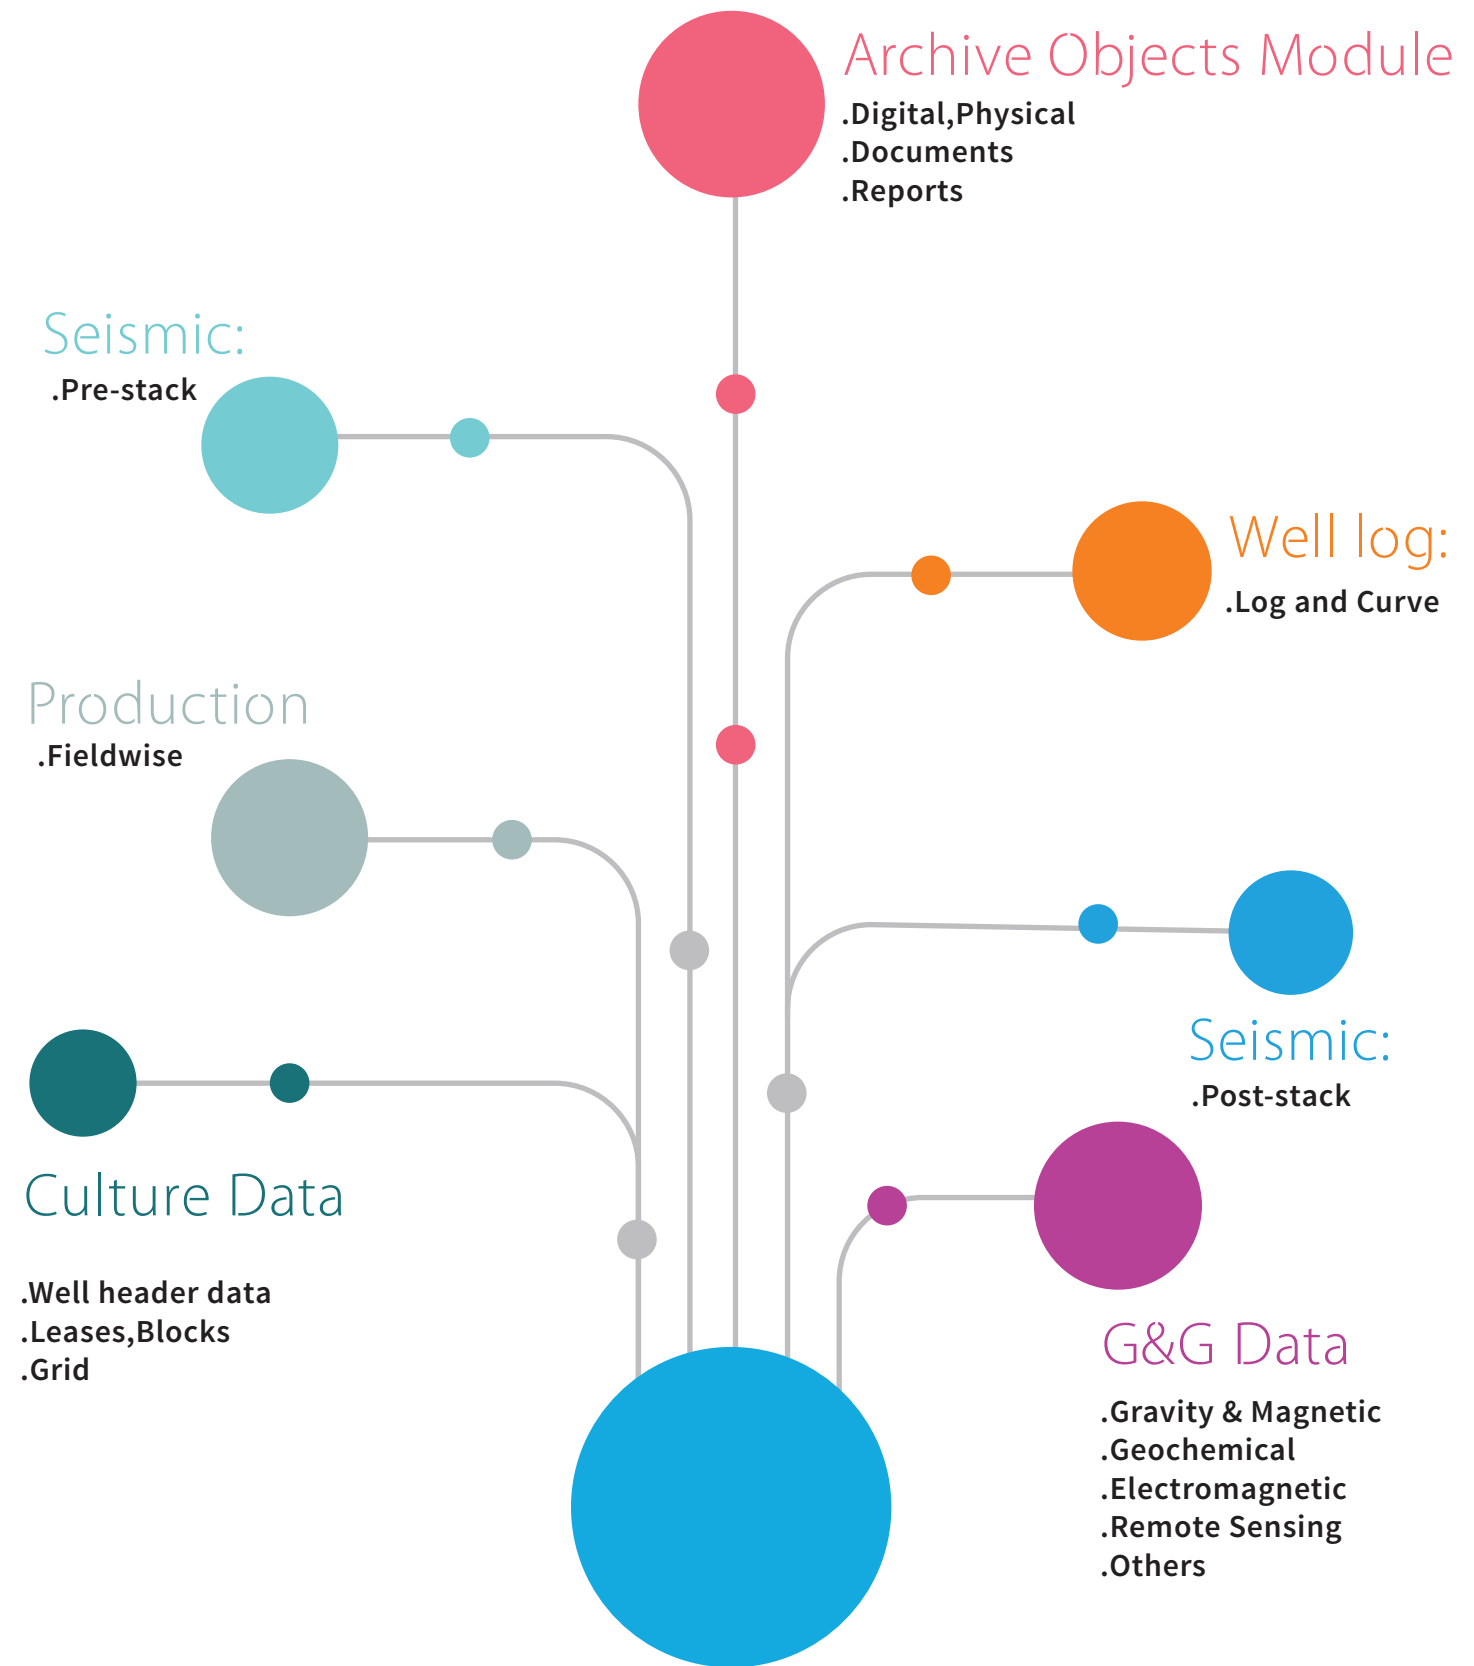 Archive Objects Module
.Digital,Physical
.Documents
.Reports
Seismic:
.Pre-stack
Well log:
.Log and Curve
Production
.Fieldwise
Seismic:
.Post-stack
Culture Data
.Well header data
.Leases,Blocks
.Grid
G&G Data
.Gravity & Magnetic
.Geochemical
.Electromagnetic
.Remote Sensing
.Others